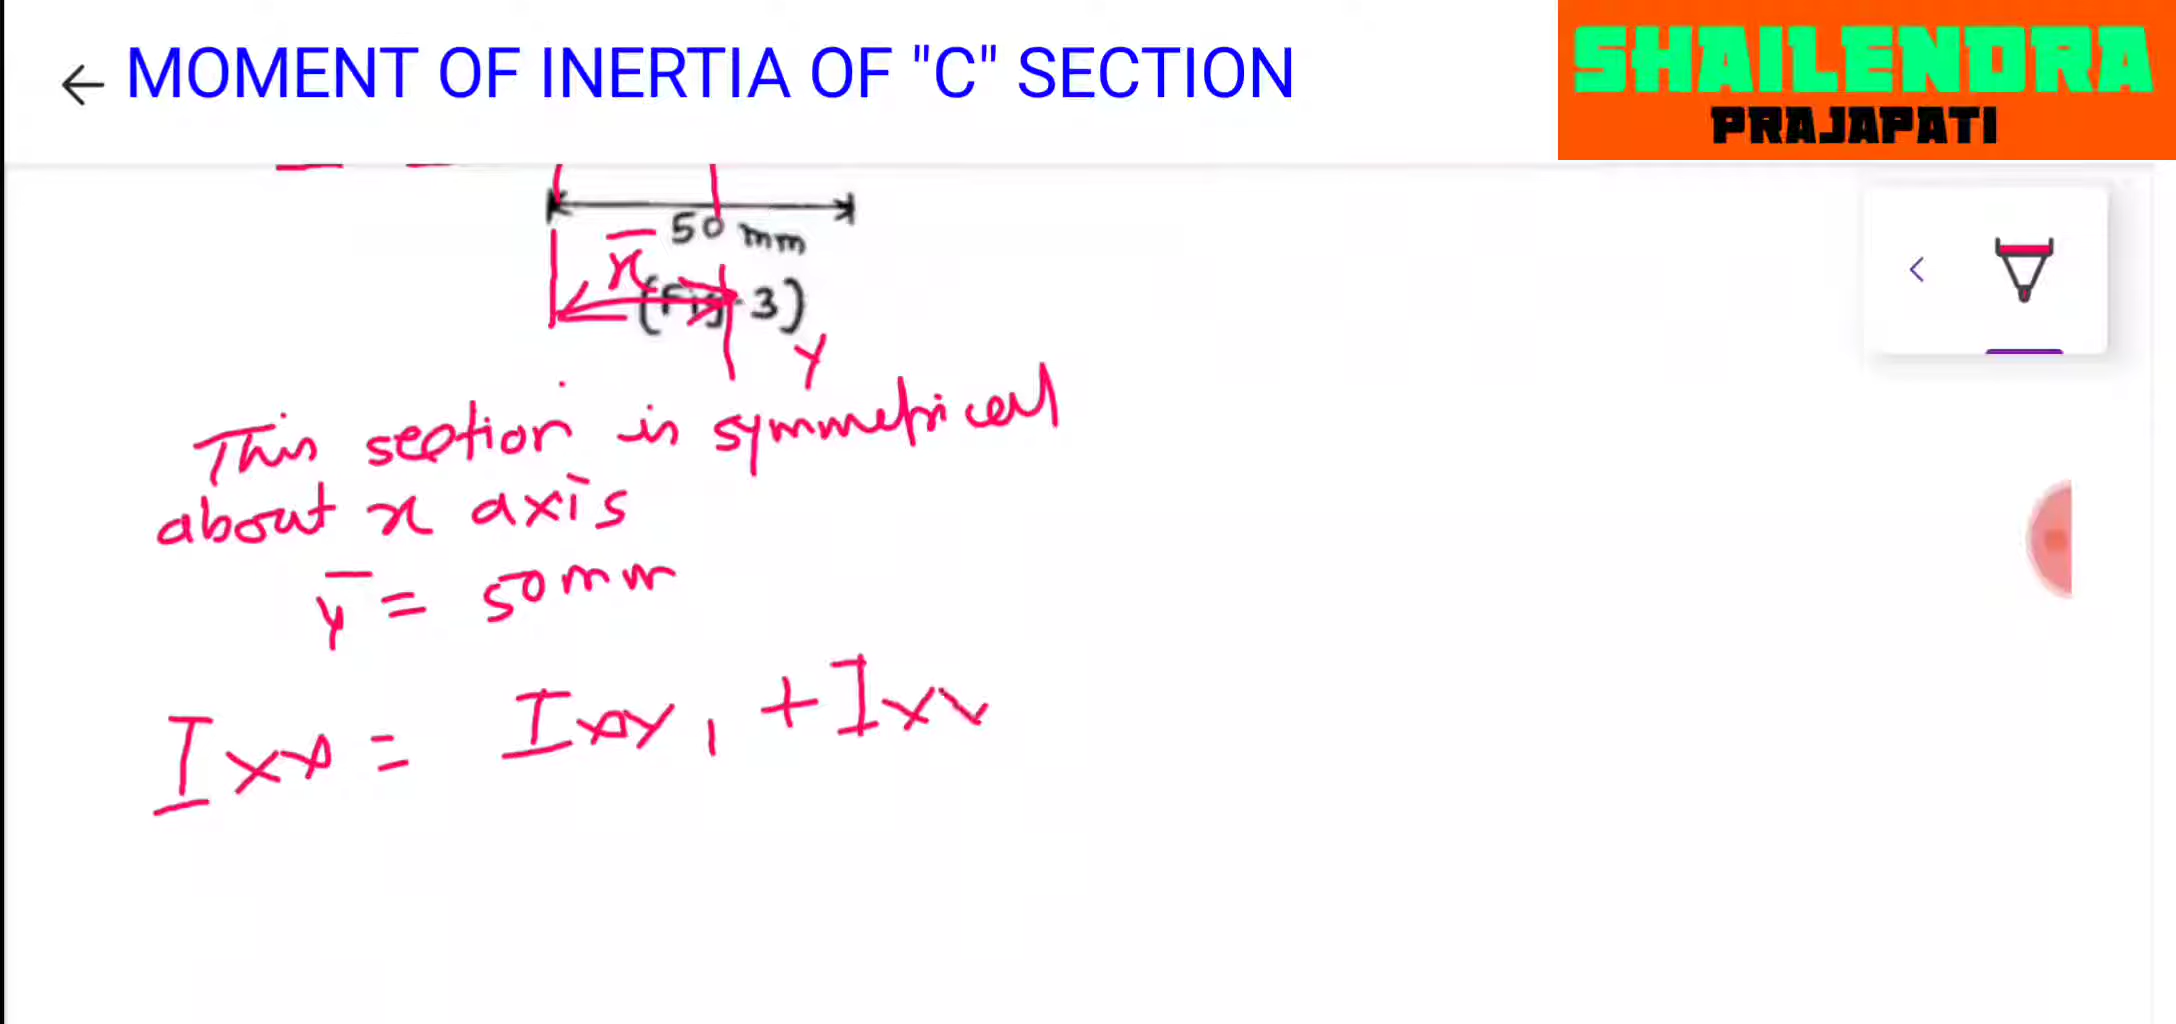 MOMENT OF INERTIA OF "C" SECTION
SHAILENDRA
PRAJAPATI
50 mm
x̄
(Fig. 3)
Y
This section is symmetrical
about x axis
ȳ = 50mm
Ixx = Ixx1 + Ixx